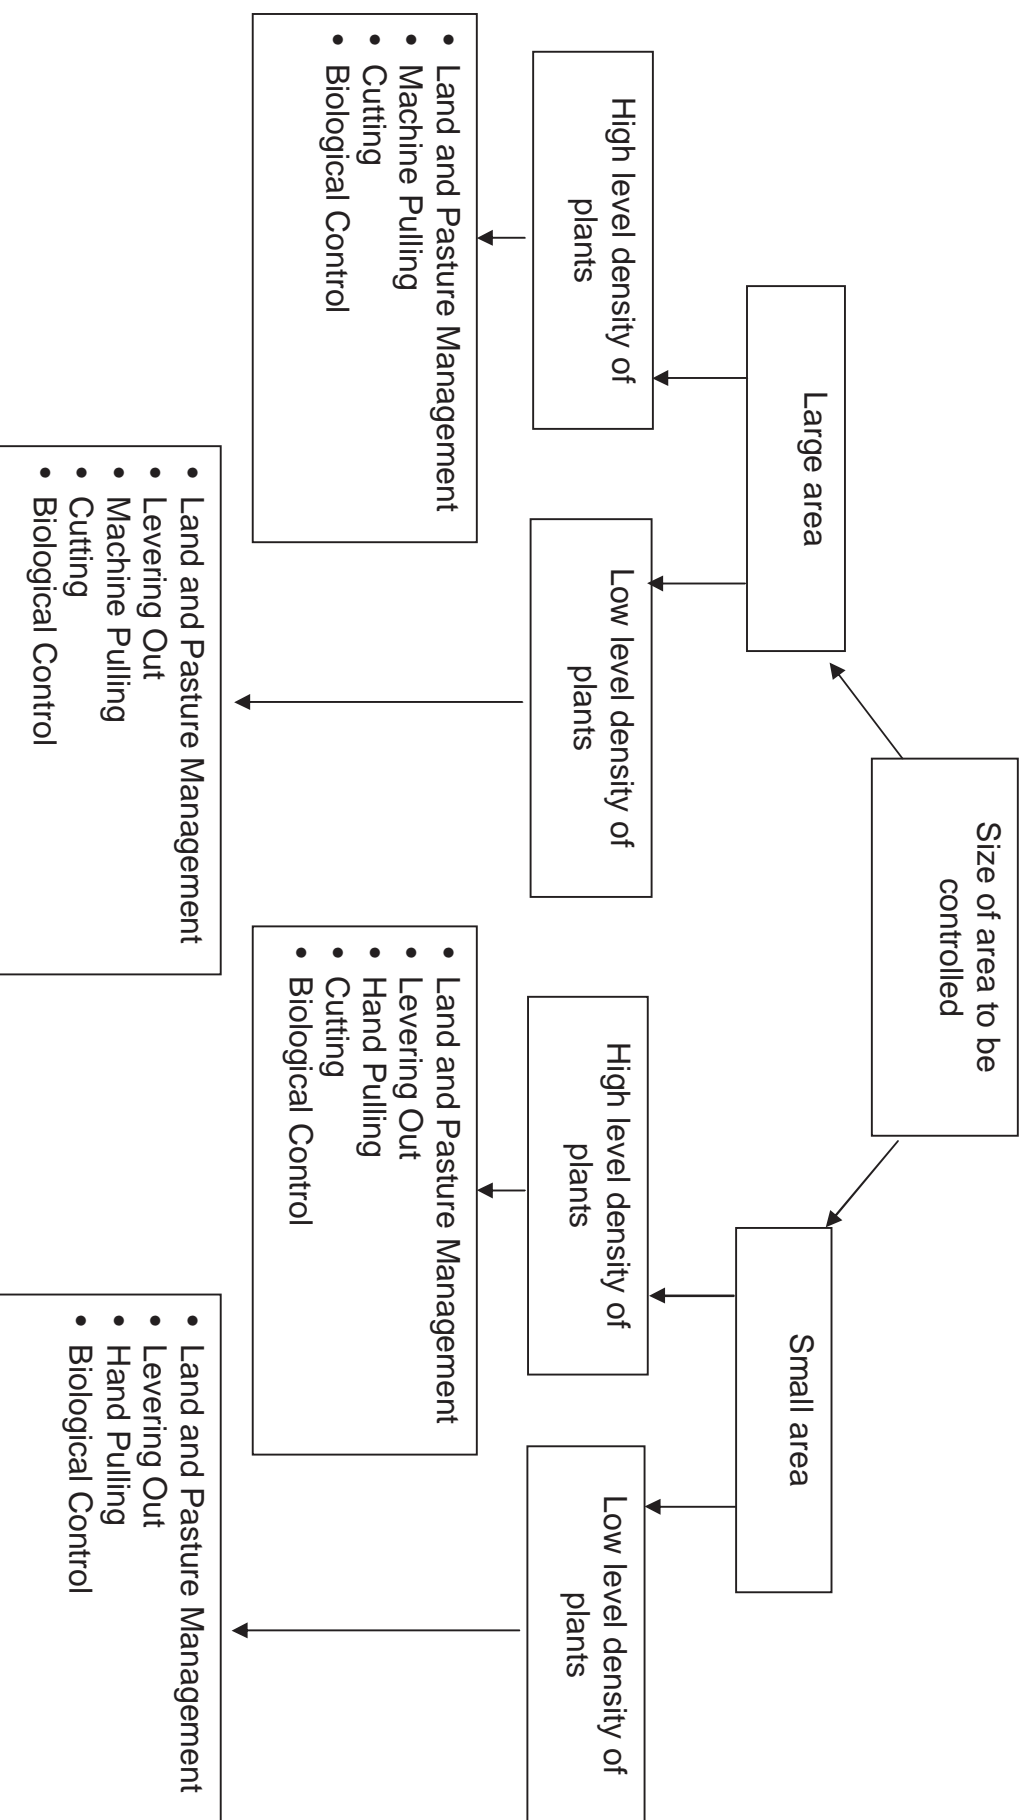 Size of area to be
controlled
Large area
Small area
High level density of
plants
Low level density of
plants
High level density of
plants
Low level density of
plants
• Land and Pasture Management
• Machine Pulling
• Cutting
• Biological Control
• Land and Pasture Management
• Levering Out
• Machine Pulling
• Cutting
• Biological Control
• Land and Pasture Management
• Levering Out
• Hand Pulling
• Cutting
• Biological Control
• Land and Pasture Management
• Levering Out
• Hand Pulling
• Biological Control